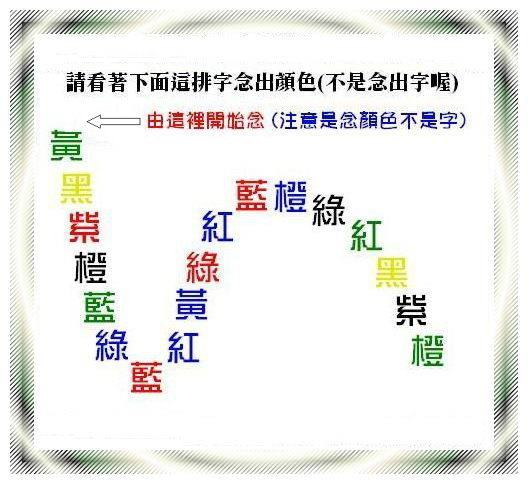 請看著下面這排字念出顏色(不是念出字喔)
由這裡開始念 (注意是念顏色不是字)
黃
黑
紫
橙
藍
綠
藍
紅
黃
綠
紅
藍
橙
綠
紅
黑
紫
橙